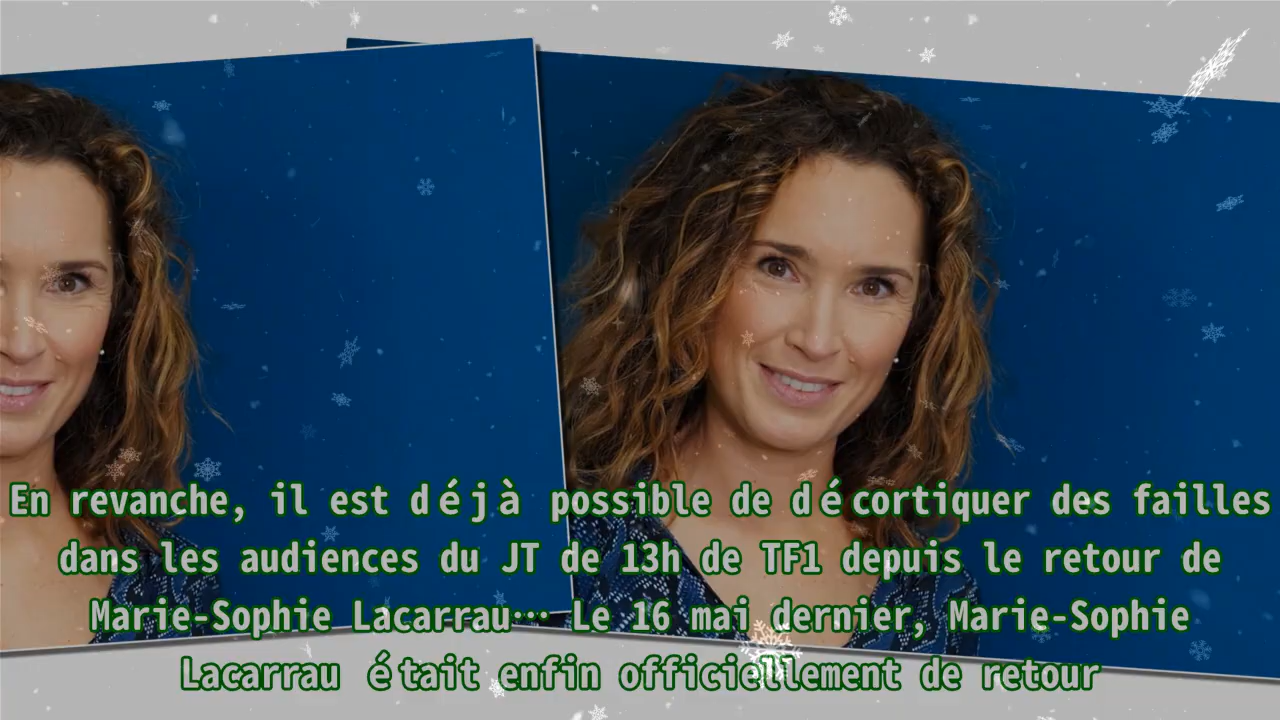 En revanche, il est déjà possible de décortiquer des failles
dans les audiences du JT de 13h de TF1 depuis le retour de
Marie-Sophie Lacarrau… Le 16 mai dernier, Marie-Sophie
Lacarrau était enfin officiellement de retour